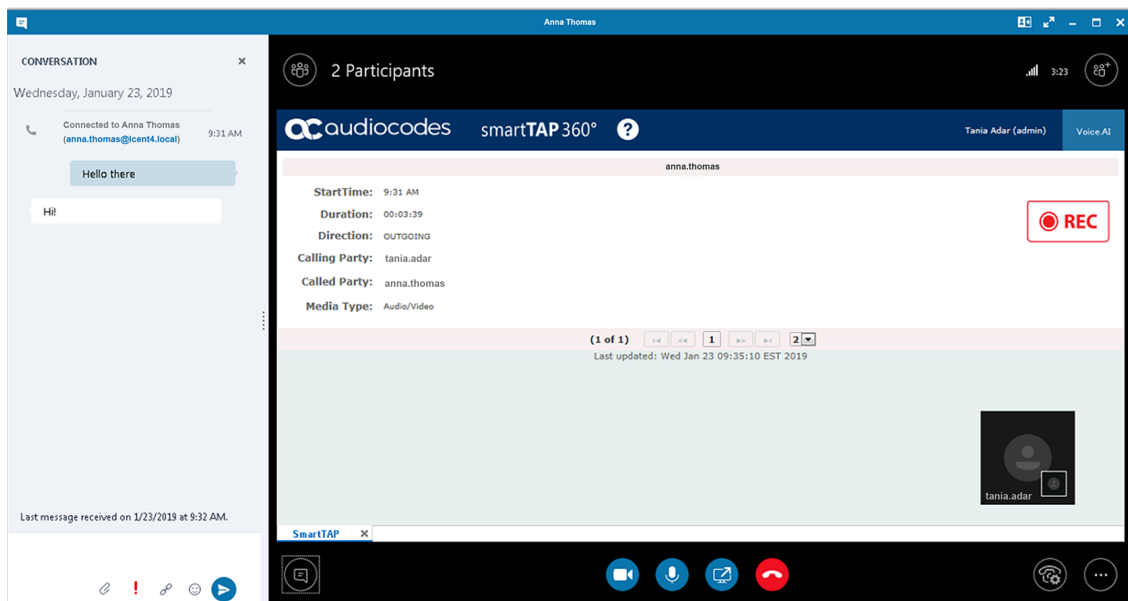 Anna Thomas
CONVERSATION
Wednesday, January 23, 2019
Connected to Anna Thomas
(anna.thomas@lcent4.local)
9:31 AM
Hello there
Hi!
Last message received on 1/23/2019 at 9:32 AM.
2 Participants
3:23
audiocodes smartTAP 360° ?
Tania Adar (admin)
Voice.AI
anna.thomas
StartTime: 9:31 AM
Duration: 00:03:39
Direction: OUTGOING
Calling Party: tania.adar
Called Party: anna.thomas
Media Type: Audio/Video
REC
(1 of 1) 1 2
Last updated: Wed Jan 23 09:35:10 EST 2019
tania.adar
SmartTAP